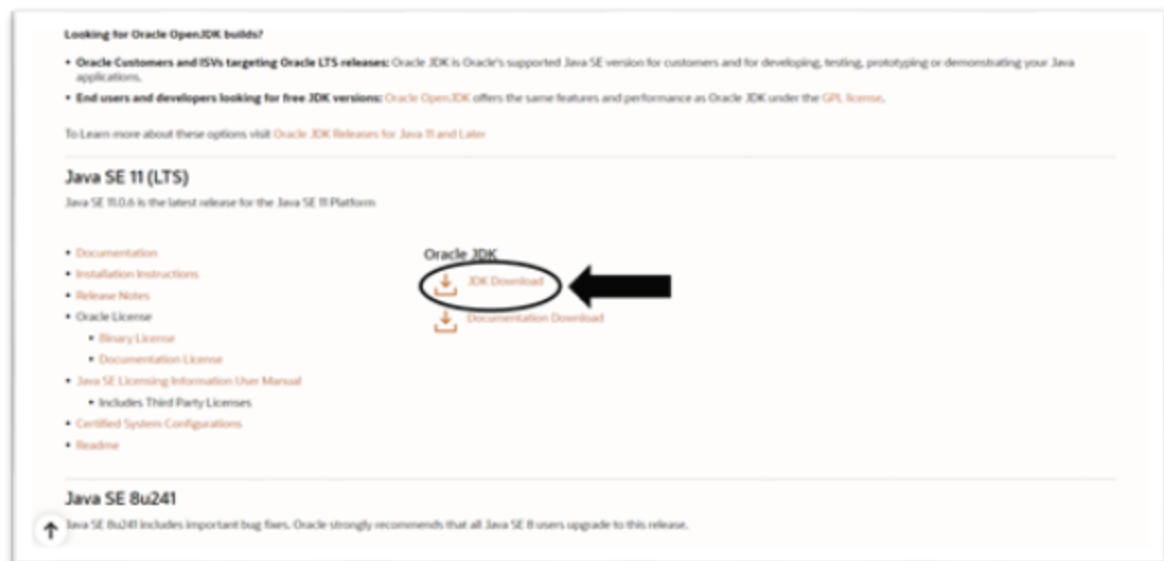 Looking for Oracle OpenJDK builds?
• Oracle Customers and ISVs targeting Oracle LTS releases: Oracle JDK is Oracle's supported Java SE version for customers and for developing, testing, prototyping or demonstrating your Java
applications.
• End users and developers looking for free JDK versions: Oracle OpenJDK offers the same features and performance as Oracle JDK under the GPL license.
To Learn more about these options visit Oracle JDK Releases for Java 11 and Later
Java SE 11 (LTS)
Java SE 11.0.6 is the latest release for the Java SE 11 Platform
• Documentation
• Installation Instructions
• Release Notes
• Oracle License
• Binary License
• Documentation License
• Java SE Licensing Information User Manual
• Includes Third Party Licenses
• Certified System Configurations
• Readme
Oracle JDK
JDK Download
Documentation Download
Java SE 8u241
Java SE 8u241 includes important bug fixes. Oracle strongly recommends that all Java SE 8 users upgrade to this release.